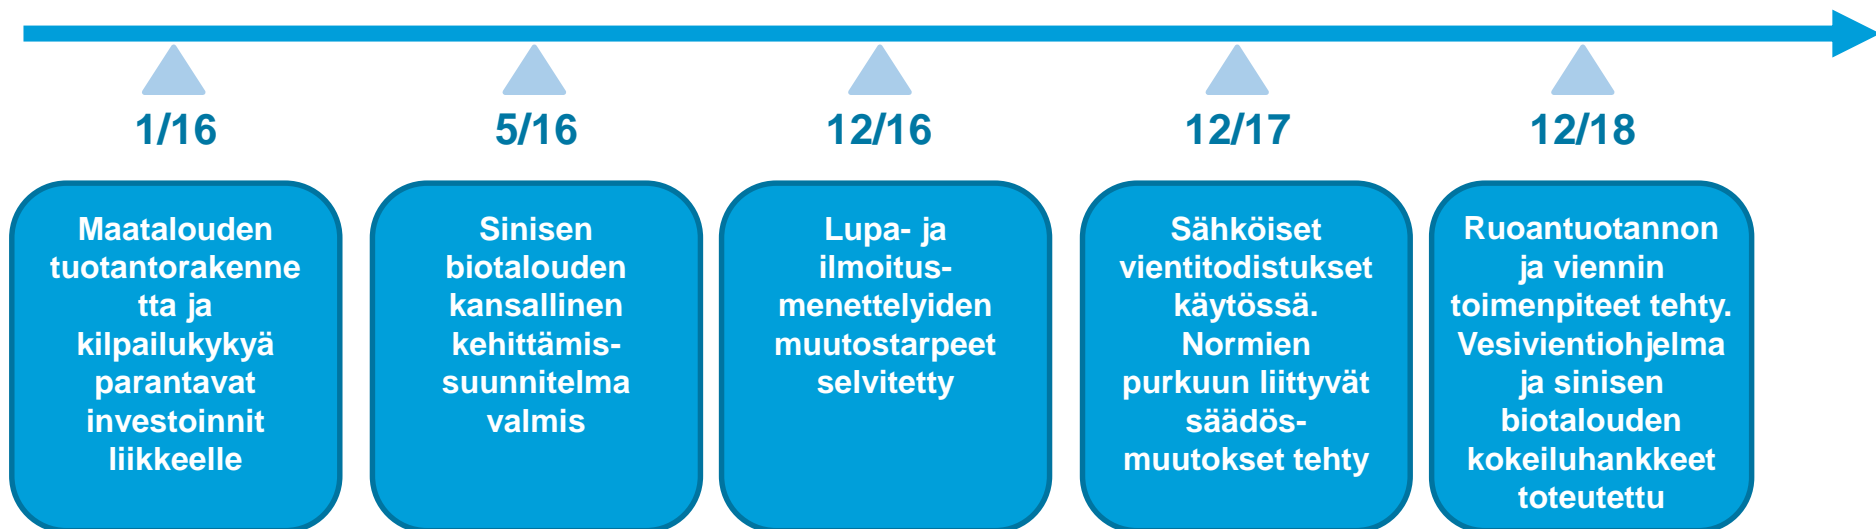 1/16
5/16
12/16
12/17
12/18
Maatalouden
tuotantorakenne
tta ja
kilpailukykyä
parantavat
investoinnit
liikkeelle
Sinisen
biotalouden
kansallinen
kehittämis-
suunnitelma
valmis
Lupa- ja
ilmoitus-
menettelyiden
muutostarpeet
selvitetty
Sähköiset
vientitodistukset
käytössä.
Normien
purkuun liittyvät
säädös-
muutokset tehty
Ruoantuotannon
ja viennin
toimenpiteet tehty.
Vesivientiohjelma
ja sinisen
biotalouden
kokeiluhankkeet
toteutettu